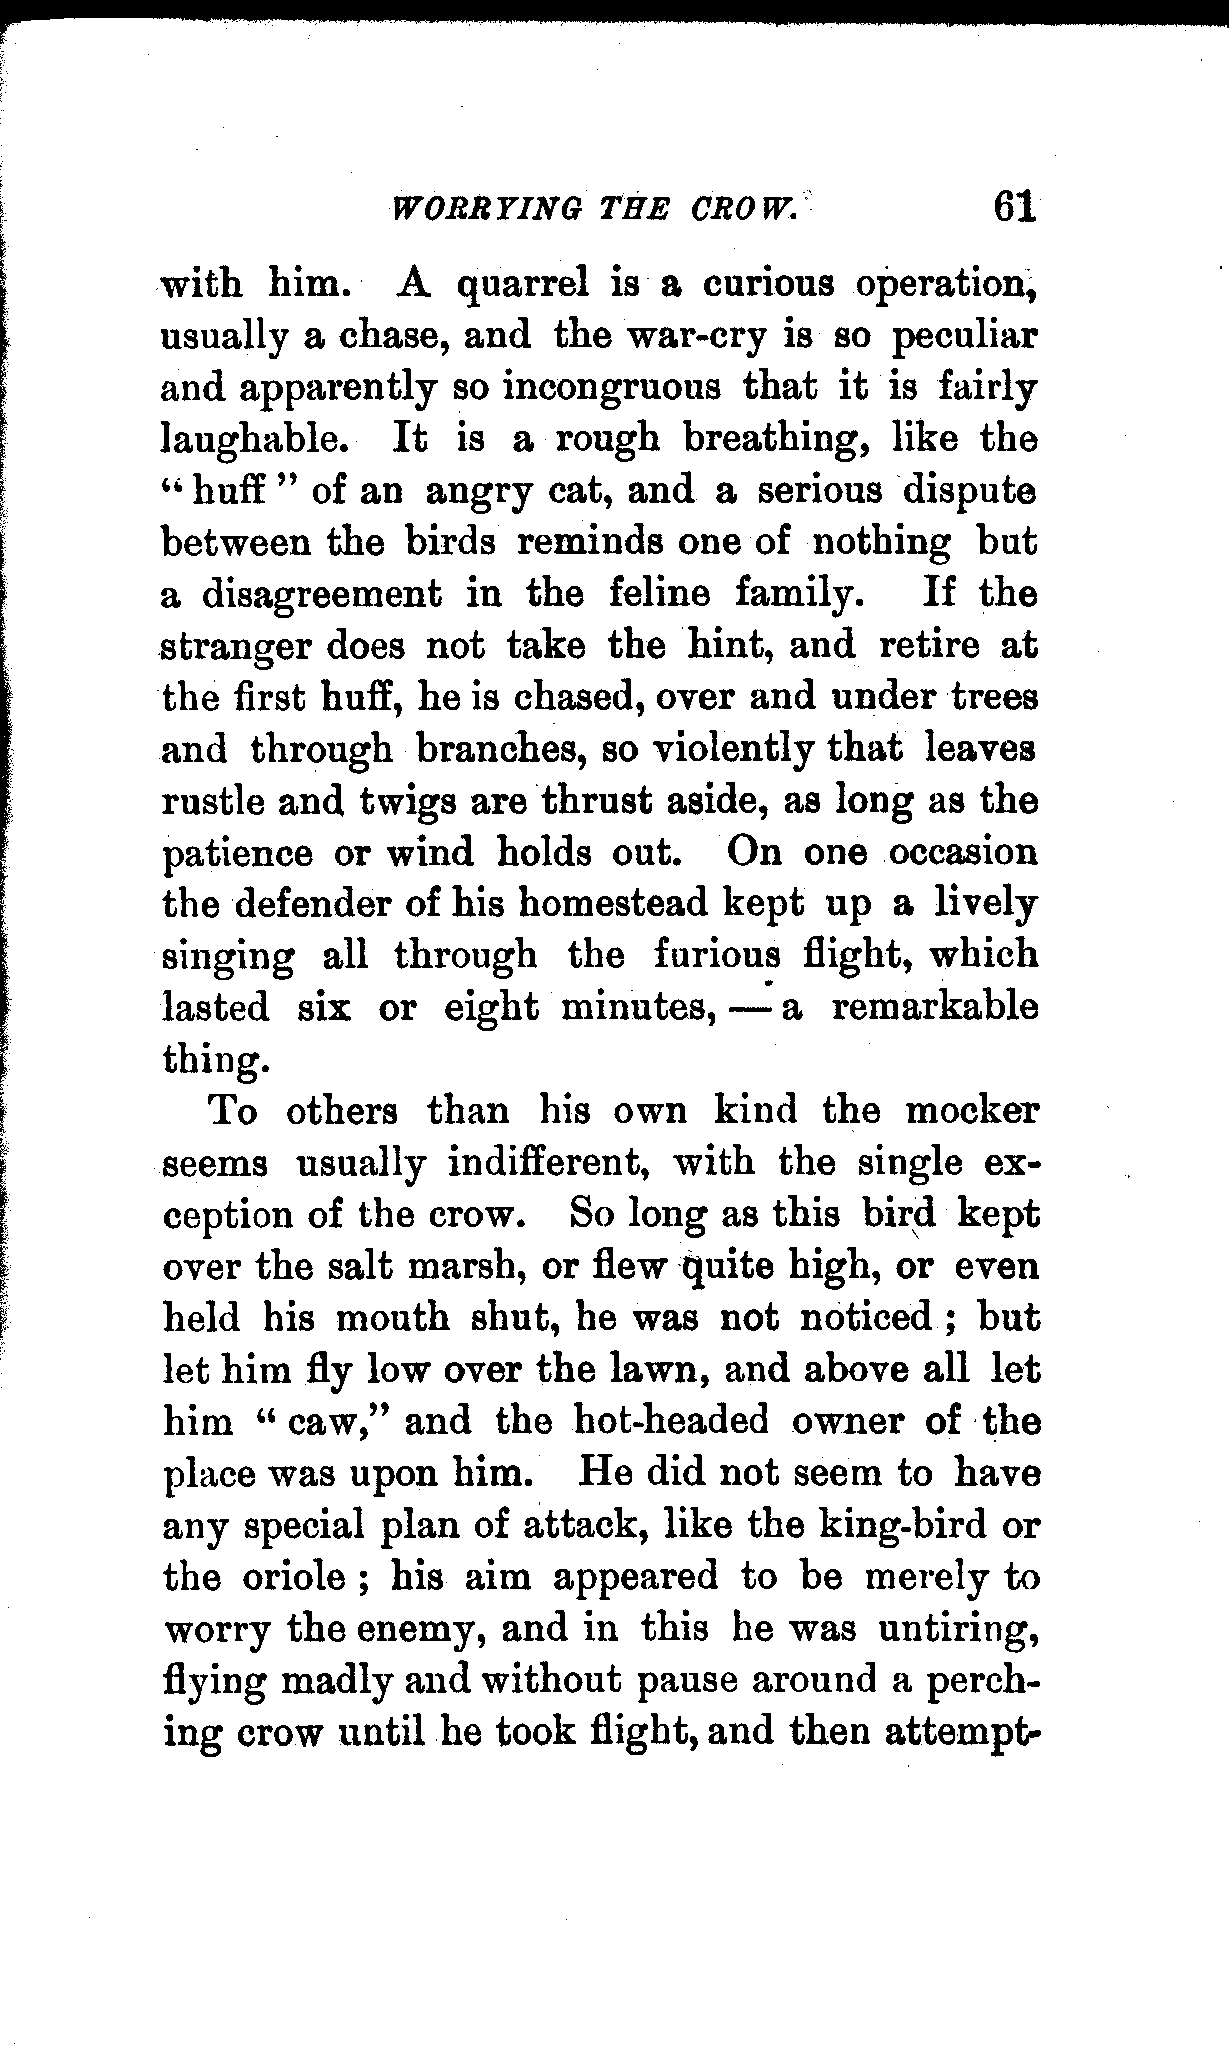 WORRYING THE CROW. 61
with him. A quarrel is a curious operation,
usually a chase, and the war-cry is so peculiar
and apparently so incongruous that it is fairly
laughable. It is a rough breathing, like the
“huff” of an angry cat, and a serious dispute
between the birds reminds one of nothing but
a disagreement in the feline family. If the
stranger does not take the hint, and retire at
the first huff, he is chased, over and under trees
and through branches, so violently that leaves
rustle and twigs are thrust aside, as long as the
patience or wind holds out. On one occasion
the defender of his homestead kept up a lively
singing all through the furious flight, which
lasted six or eight minutes, — a remarkable
thing.
To others than his own kind the mocker
seems usually indifferent, with the single ex-
ception of the crow. So long as this bird kept
over the salt marsh, or flew quite high, or even
held his mouth shut, he was not noticed; but
let him fly low over the lawn, and above all let
him “caw,” and the hot-headed owner of the
place was upon him. He did not seem to have
any special plan of attack, like the king-bird or
the oriole; his aim appeared to be merely to
worry the enemy, and in this he was untiring,
flying madly and without pause around a perch-
ing crow until he took flight, and then attempt-